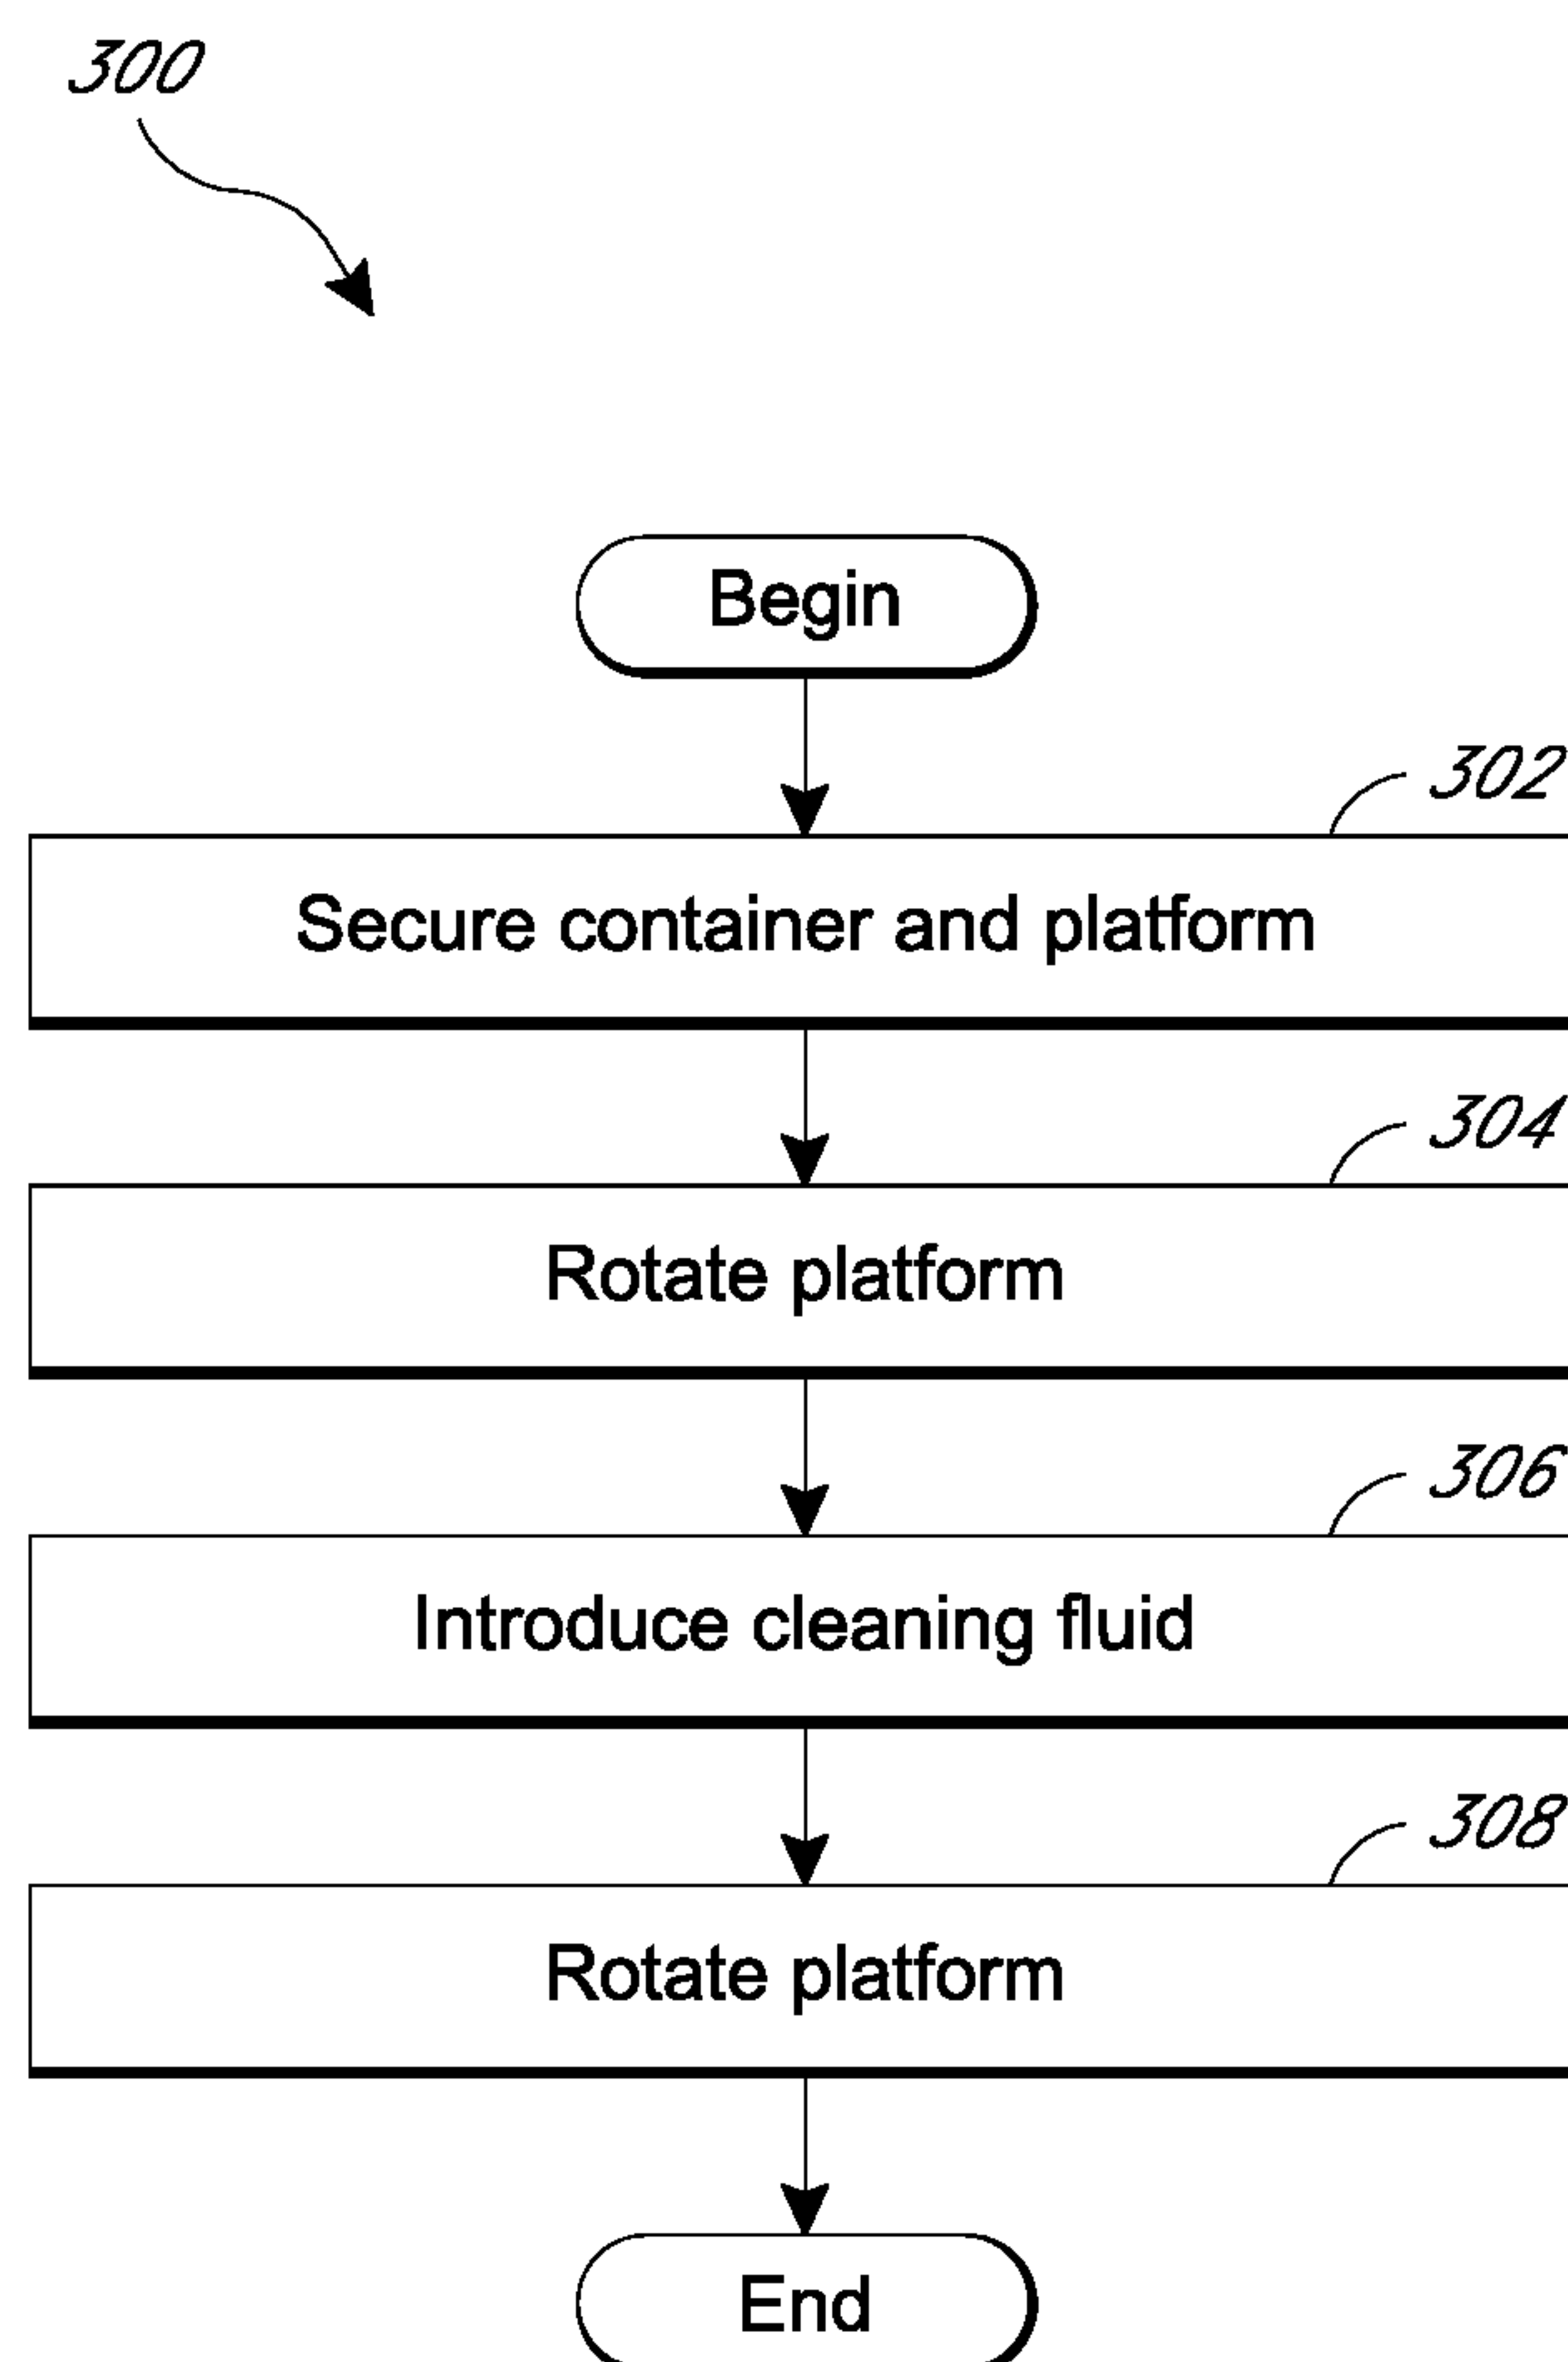 300
Begin
302
Secure container and platform
304
Rotate platform
306
Introduce cleaning fluid
308
Rotate platform
End